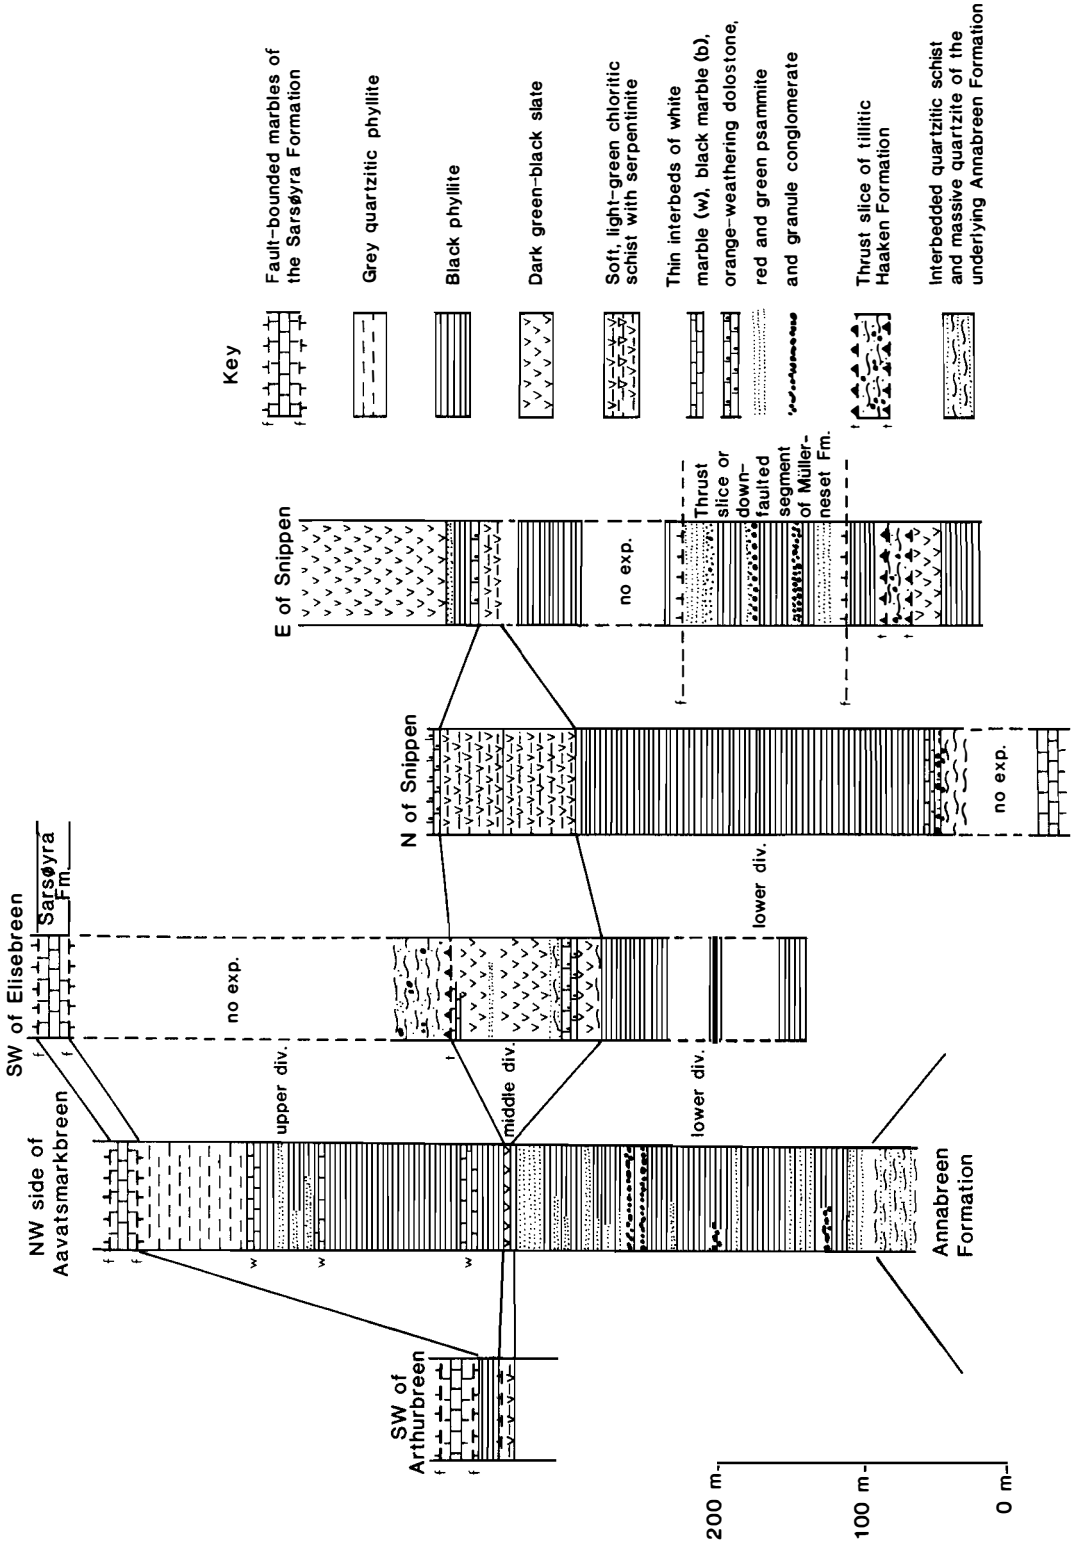 Key
Fault-bounded marbles of
the Sarsøyra Formation
Grey quartzitic phyllite
Black phyllite
Dark green-black slate
Soft, light-green chloritic
schist with serpentinite
Thin interbeds of white
marble (w), black marble (b),
orange-weathering dolostone,
red and green psammite
and granule conglomerate
Thrust slice of tillitic
Haaken Formation
Interbedded quartzitic schist
and massive quartzite of the
underlying Annabreen Formation
f
f
t
t
SW of
Arthurbreen
f
f
NW side of
Aavatsmarkbreen
f
f
w
w
w
upper div.
middle div.
lower div.
Annabreen
Formation
SW of Elisebreen
Sarsøyra
Fm.
f
f
no exp.
t
lower div.
N of Snippen
no exp.
E of Snippen
no exp.
f
f
Thrust
slice or
down-
faulted
segment
of Müller-
neset Fm.
t
t
200 m
100 m
0 m